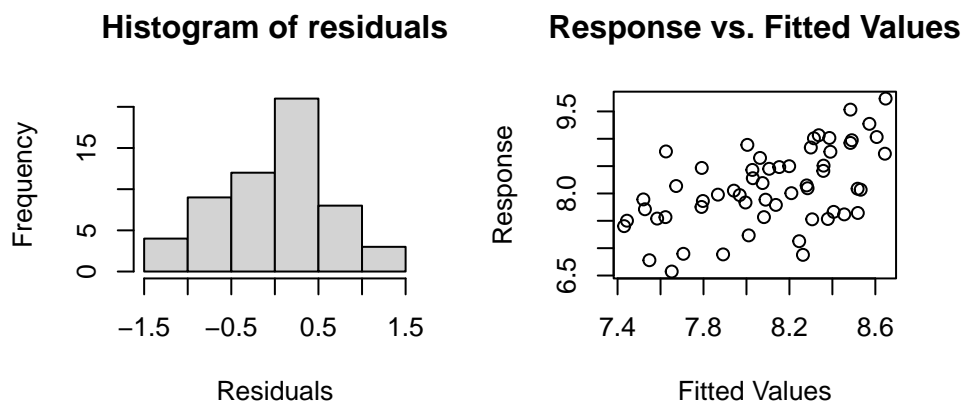 Histogram of residuals
Frequency
0 5 15
−1.5 −0.5 0.5 1.5
Residuals
Response vs. Fitted Values
Response
6.5 8.0 9.5
7.4 7.8 8.2 8.6
Fitted Values